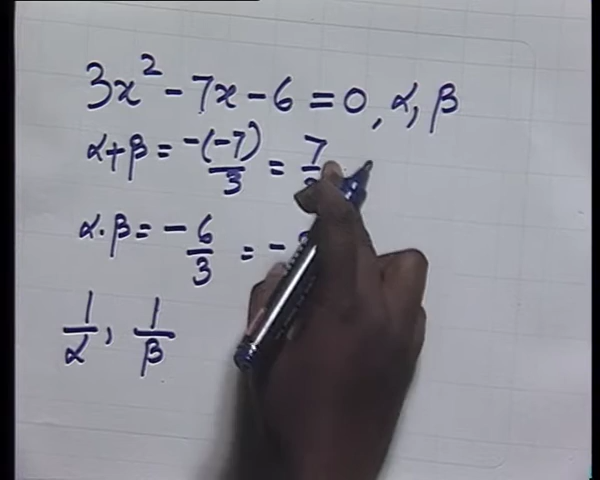 3x² - 7x - 6 = 0, α, β
α + β = -(-7)/3 = 7/
α · β = -6/3 = -
1/α, 1/β